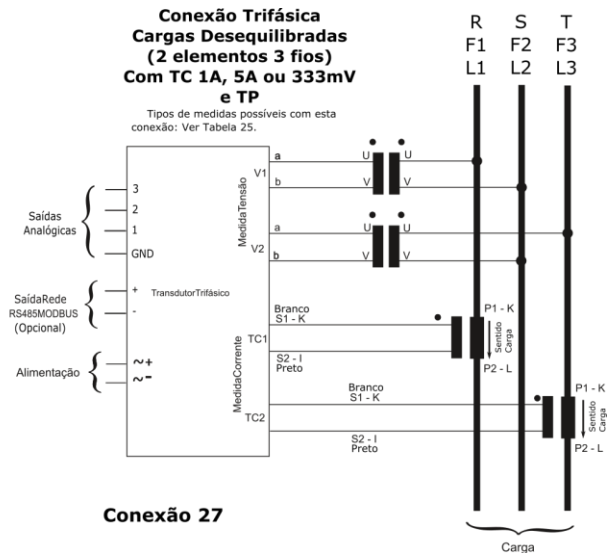 Conexão Trifásica
Cargas Desequilibradas
(2 elementos 3 fios)
Com TC 1A, 5A ou 333mV
e TP
Tipos de medidas possíveis com esta
conexão: Ver Tabela 25.
R S T
F1 F2 F3
L1 L2 L3
a U U
V1
b V V
MedidaTensão
a U U
V2
b V V
Saídas
Analógicas
3
2
1
GND
SaídaRede
RS485MODBUS
(Opcional)
+
-
TransdutorTrifásico
Alimentação
~+
~-
MedidaCorrente
Branco
S1 - K
TC1
S2 - I
Preto
P1 - K
Sentido
Carga
P2 - L
Branco
S1 - K
TC2
S2 - I
Preto
P1 - K
Sentido
Carga
P2 - L
Conexão 27
Carga